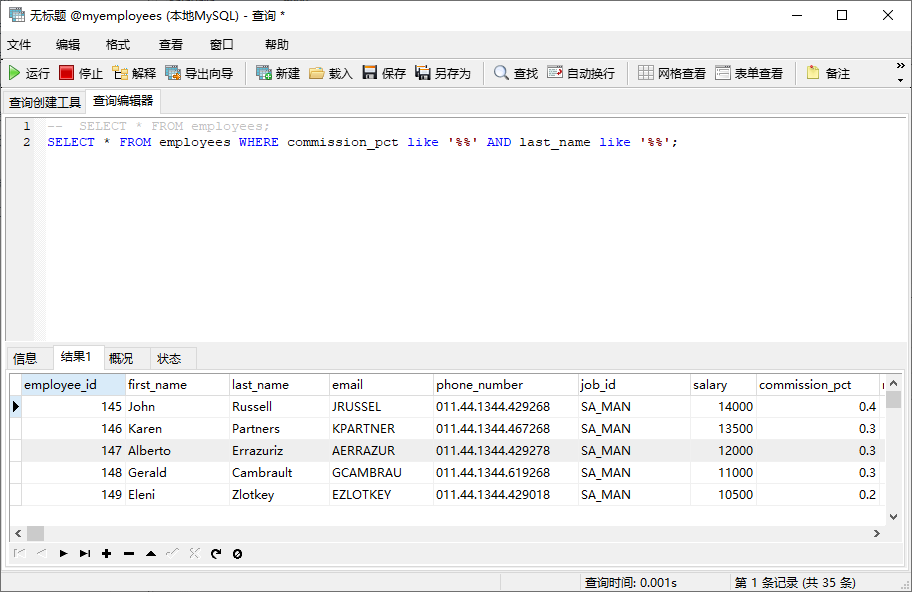 无标题 @myemployees (本地MySQL) - 查询 *
文件 编辑 格式 查看 窗口 帮助
运行 停止 解释 导出向导 新建 载入 保存 另存为 查找 自动换行 网格查看 表单查看 备注
查询创建工具 查询编辑器
1 -- SELECT * FROM employees;
2 SELECT * FROM employees WHERE commission_pct like '%%' AND last_name like '%%';
信息 结果1 概况 状态
employee_id first_name last_name email phone_number job_id salary commission_pct
145 John Russell JRUSSEL 011.44.1344.429268 SA_MAN 14000 0.4
146 Karen Partners KPARTNER 011.44.1344.467268 SA_MAN 13500 0.3
147 Alberto Errazuriz AERRAZUR 011.44.1344.429278 SA_MAN 12000 0.3
148 Gerald Cambrault GCAMBRAU 011.44.1344.619268 SA_MAN 11000 0.3
149 Eleni Zlotkey EZLOTKEY 011.44.1344.429018 SA_MAN 10500 0.2
查询时间: 0.001s 第 1 条记录 (共 35 条)